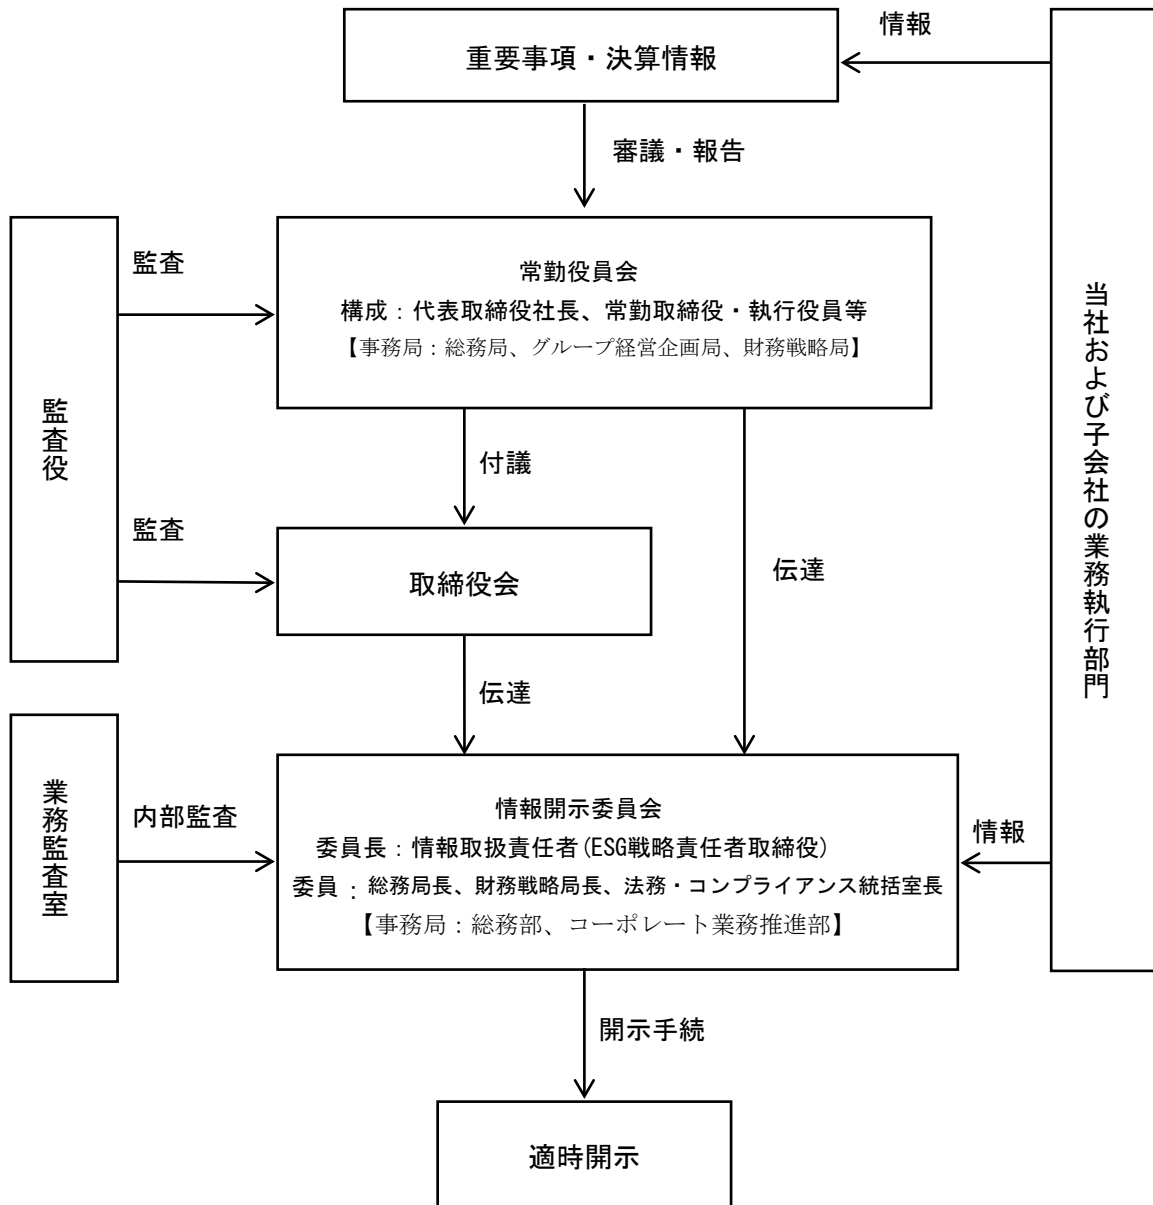 情報
重要事項・決算情報
審議・報告
監査
常勤役員会
構成：代表取締役社長、常勤取締役・執行役員等
【事務局：総務局、グループ経営企画局、財務戦略局】
監査役
付議
監査
取締役会
伝達
伝達
当社および子会社の業務執行部門
業務監査室
内部監査
情報開示委員会
委員長：情報取扱責任者(ESG戦略責任者取締役)
委員：総務局長、財務戦略局長、法務・コンプライアンス統括室長
【事務局：総務部、コーポレート業務推進部】
情報
開示手続
適時開示